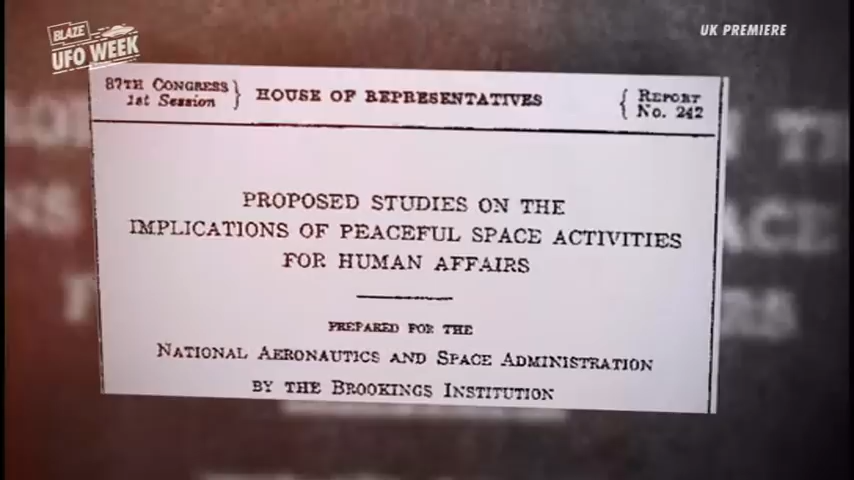 BLAZE
UFO WEEK
UK PREMIERE
87TH CONGRESS
1st Session
HOUSE OF REPRESENTATIVES
REPORT
No. 242
PROPOSED STUDIES ON THE
IMPLICATIONS OF PEACEFUL SPACE ACTIVITIES
FOR HUMAN AFFAIRS
PREPARED FOR THE
NATIONAL AERONAUTICS AND SPACE ADMINISTRATION
BY THE BROOKINGS INSTITUTION